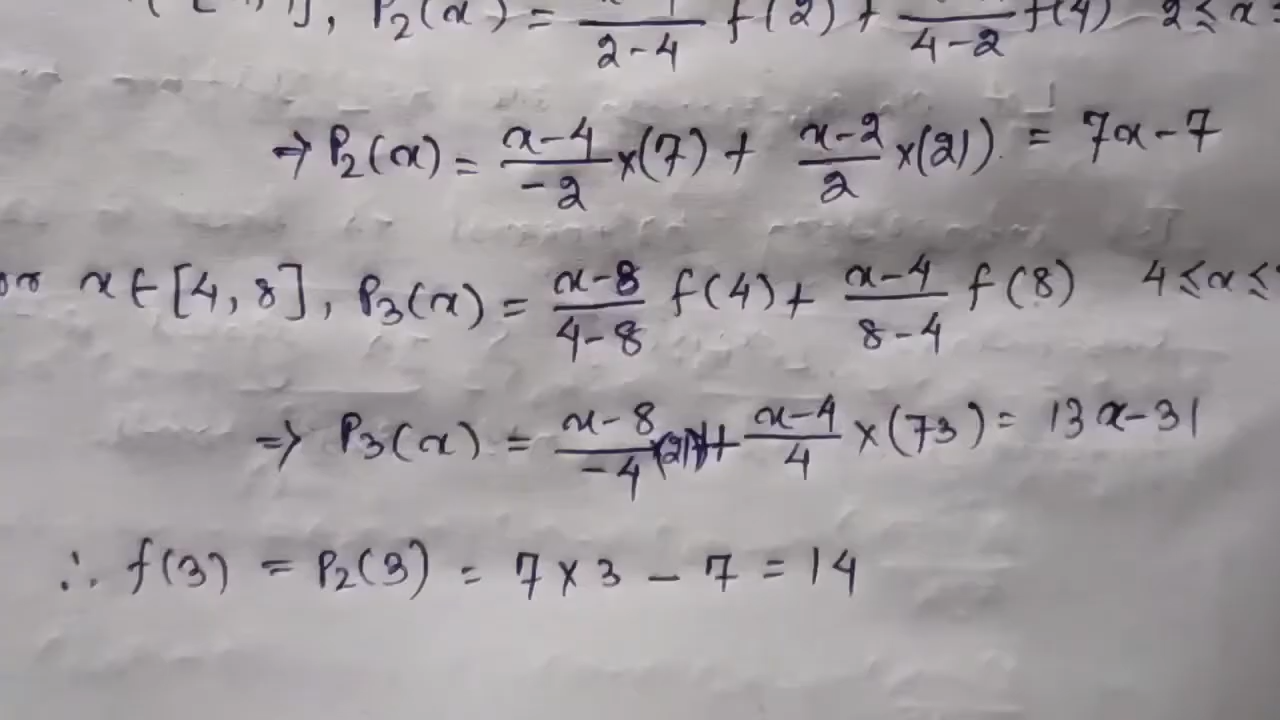 ], P₂(x) = /(2-4) f(2) + /(4-2) f(4) 2 ≤ x
⇒ P₂(x) = (x-4)/(-2) ×(7) + (x-2)/2 ×(21) = 7x-7
x ∈ [4, 8], P₃(x) = (x-8)/(4-8) f(4) + (x-4)/(8-4) f(8) 4 ≤ x ≤
⇒ P₃(x) = (x-8)/(-4) (21) + (x-4)/4 ×(73) = 13x-31
∴ f(3) = P₂(3) = 7×3 - 7 = 14